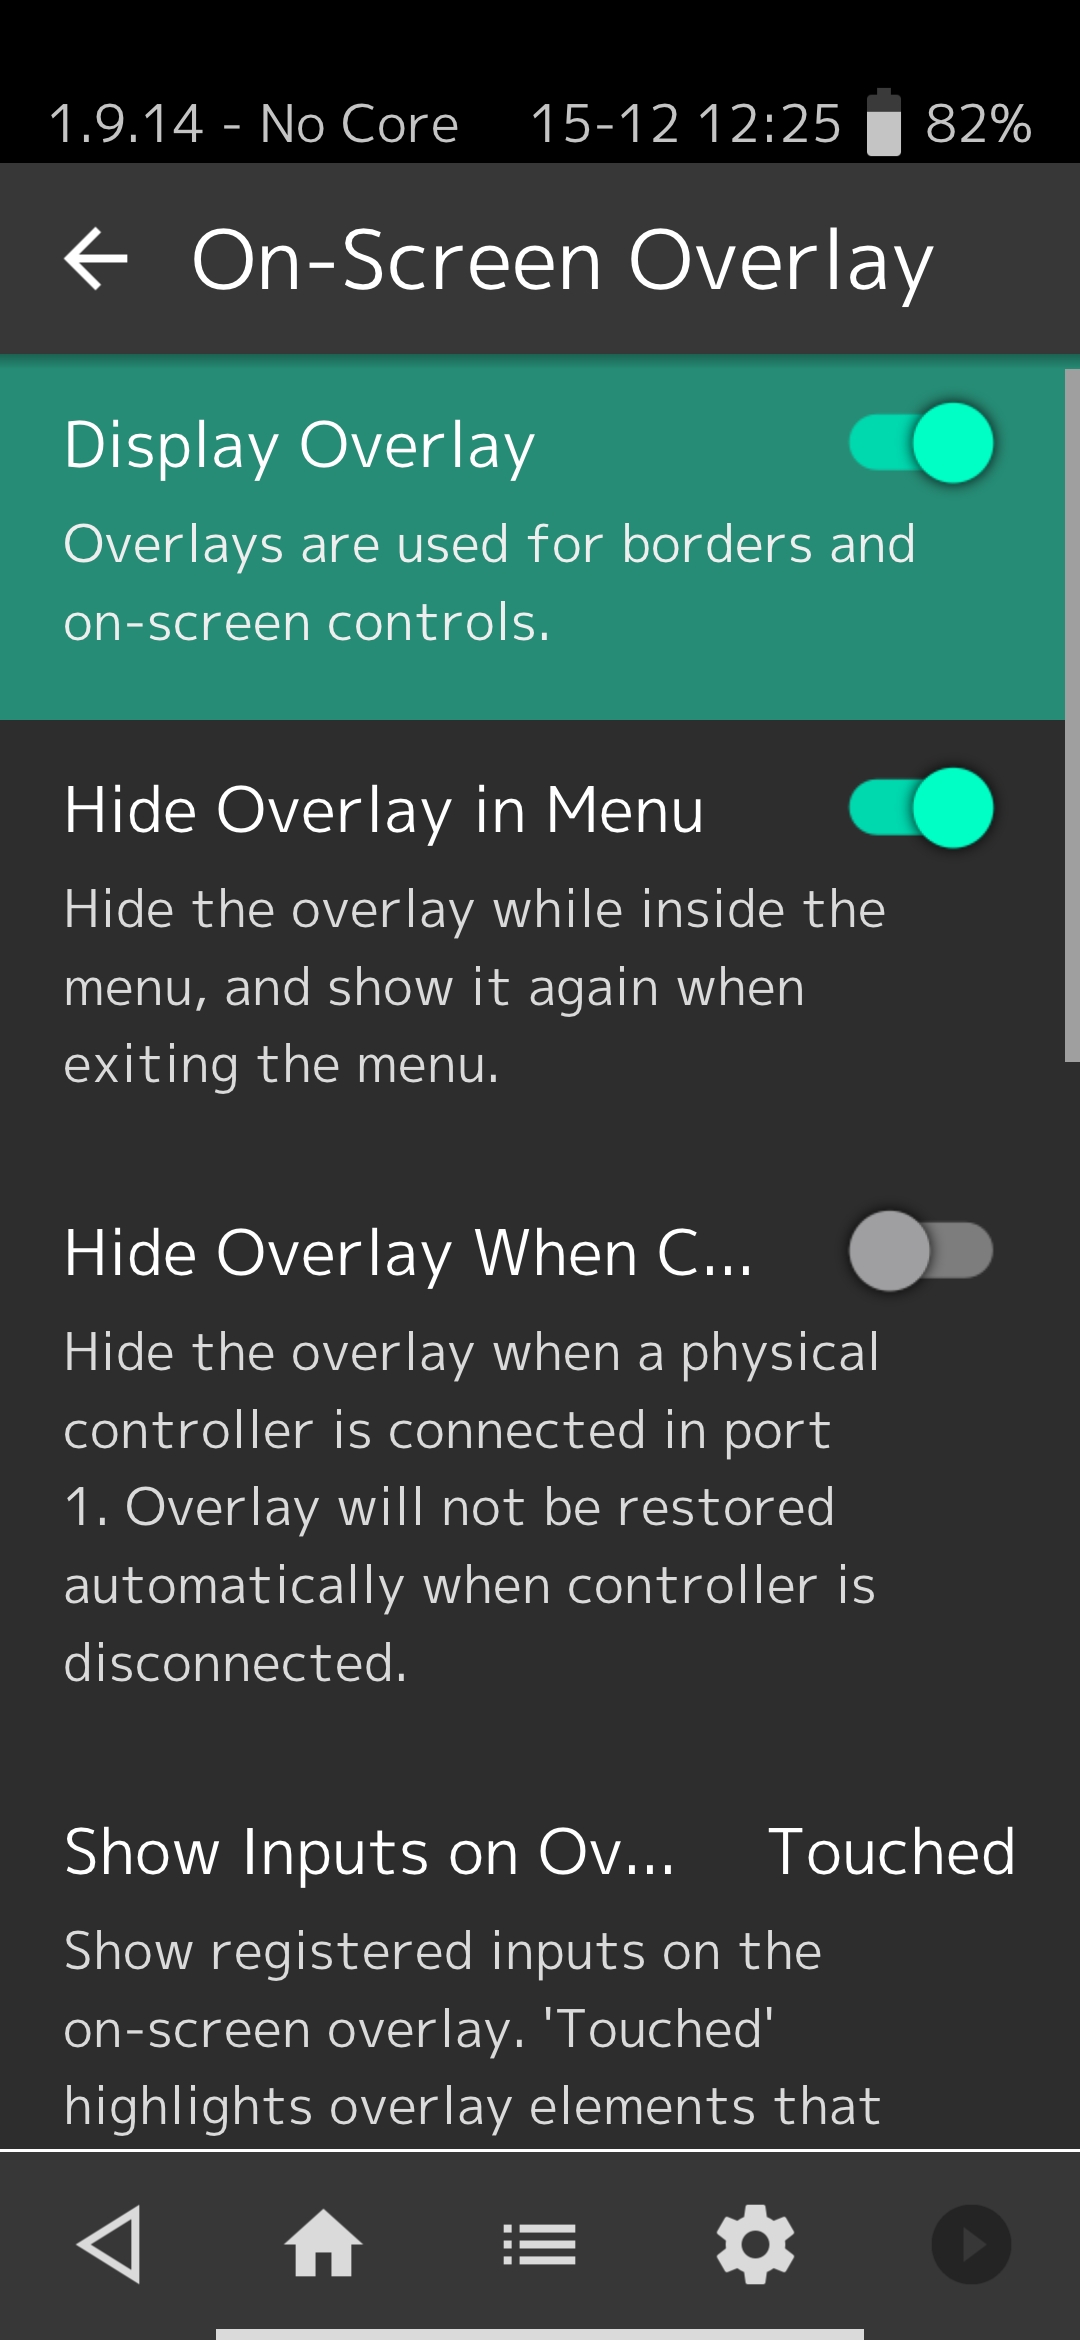 1.9.14 - No Core 15-12 12:25 82%
On-Screen Overlay
Display Overlay
Overlays are used for borders and
on-screen controls.
Hide Overlay in Menu
Hide the overlay while inside the
menu, and show it again when
exiting the menu.
Hide Overlay When C...
Hide the overlay when a physical
controller is connected in port
1. Overlay will not be restored
automatically when controller is
disconnected.
Show Inputs on Ov... Touched
Show registered inputs on the
on-screen overlay. 'Touched'
highlights overlay elements that